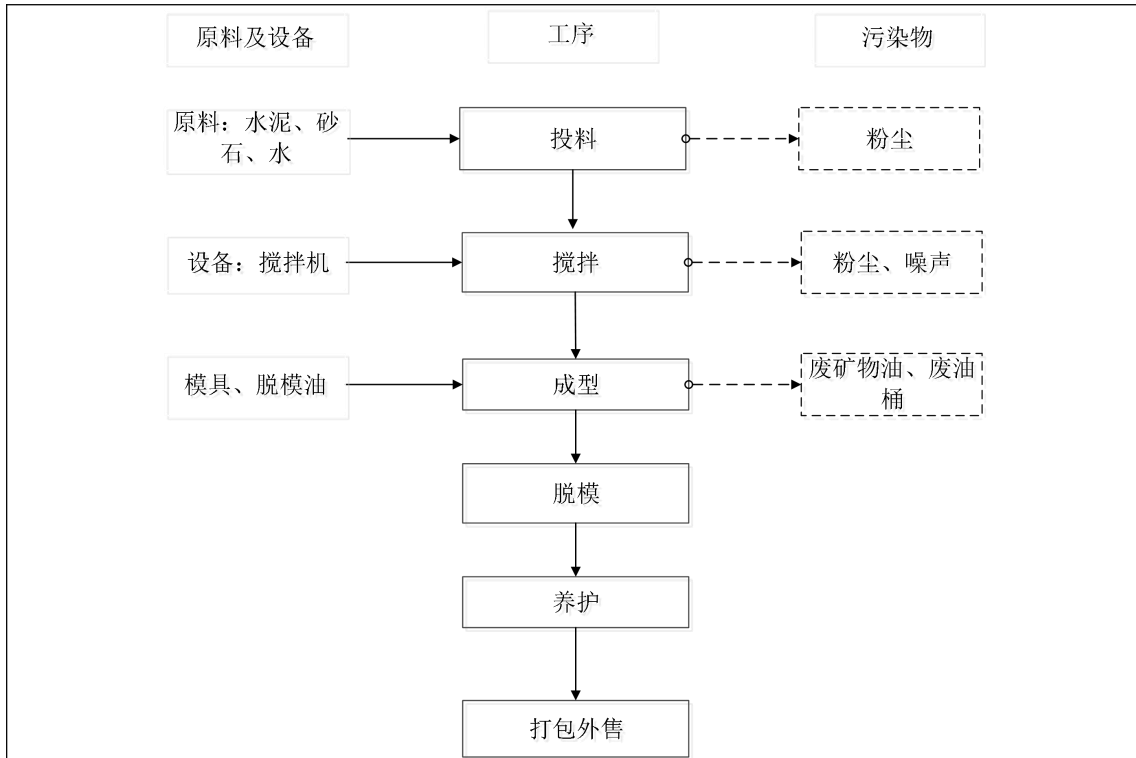 原料及设备
工序
污染物
原料：水泥、砂
石、水
投料
粉尘
设备：搅拌机
搅拌
粉尘、噪声
模具、脱模油
成型
废矿物油、废油
桶
脱模
养护
打包外售